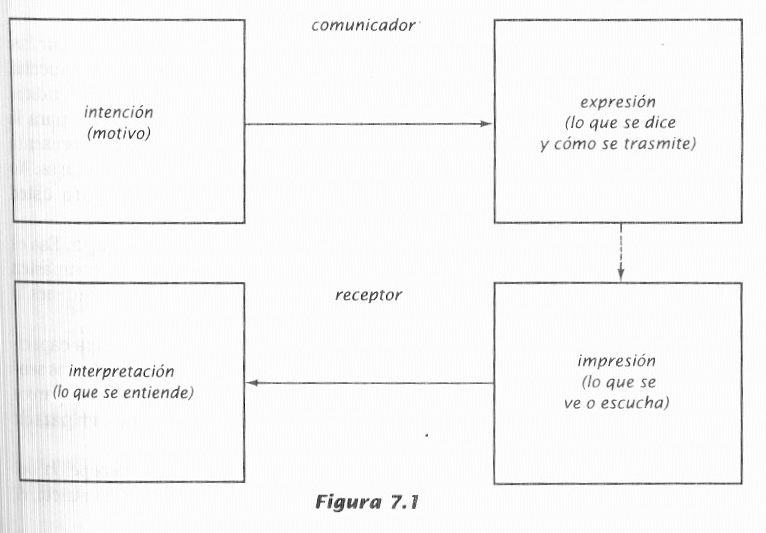 comunicador
intención
(motivo)
expresión
(lo que se dice
y cómo se trasmite)
receptor
interpretación
(lo que se entiende)
impresión
(lo que se
ve o escucha)
Figura 7.1